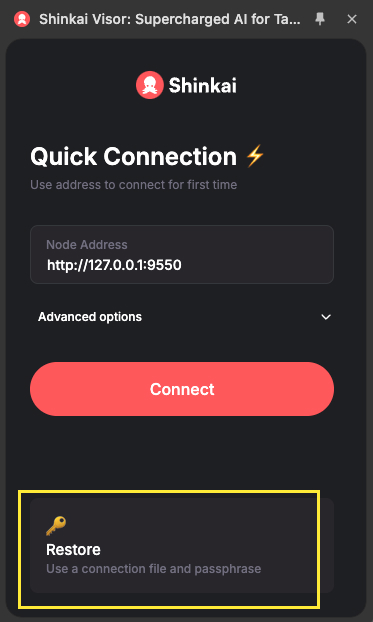 Shinkai Visor: Supercharged AI for Ta...
Shinkai
Quick Connection ⚡
Use address to connect for first time
Node Address
http://127.0.0.1:9550
Advanced options
Connect
Restore
Use a connection file and passphrase